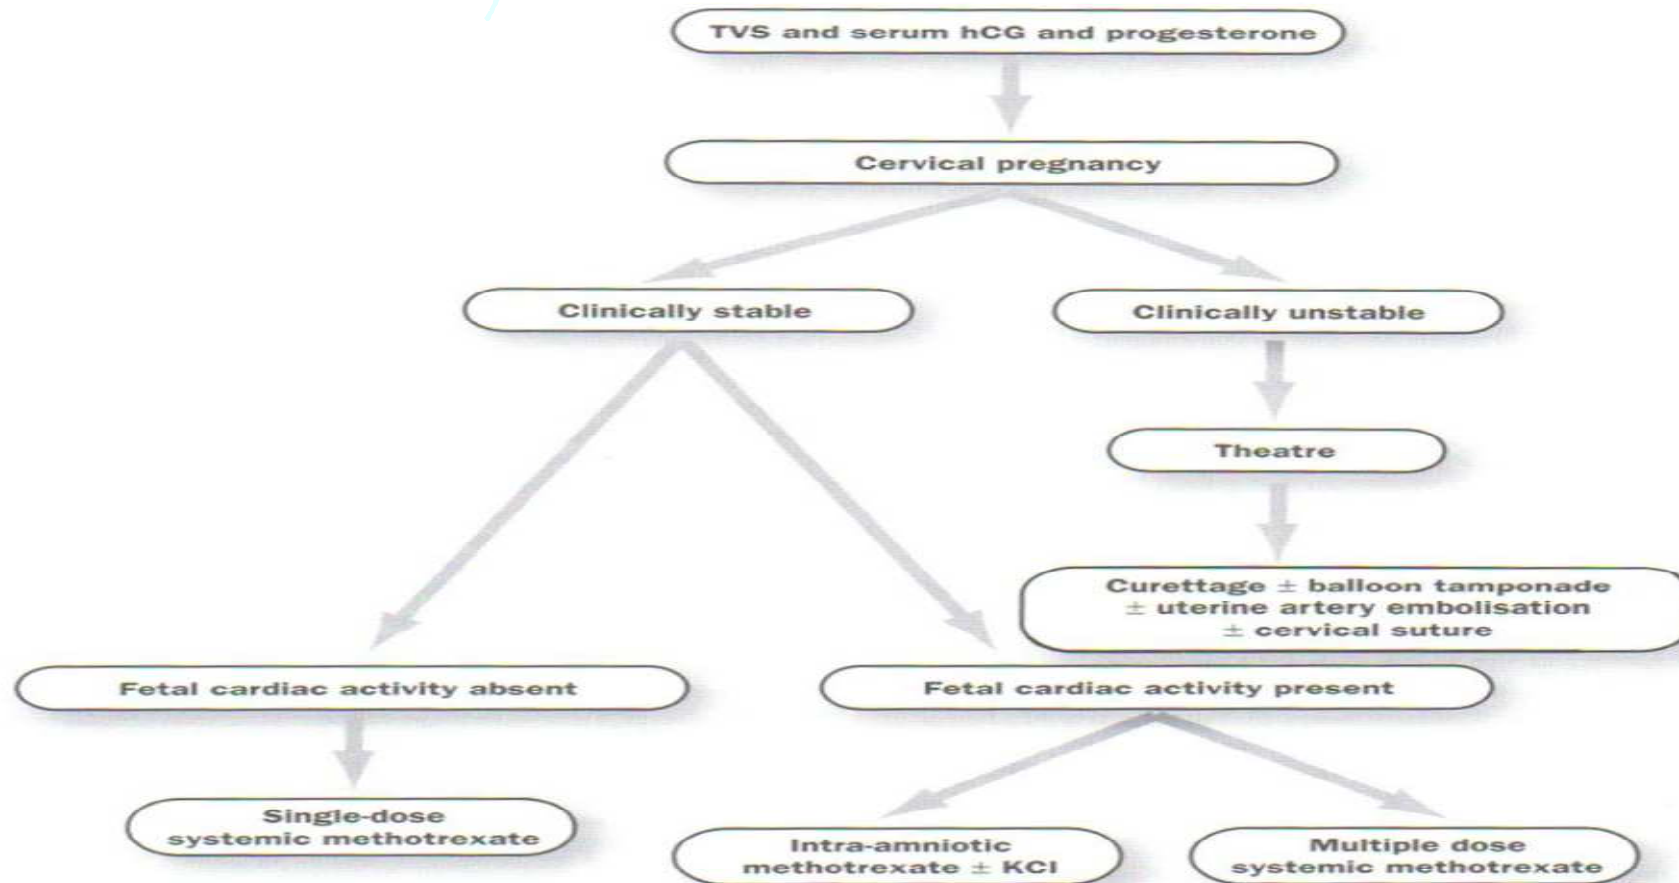 TVS and serum hCG and progesterone
Cervical pregnancy
Clinically stable
Clinically unstable
Theatre
Curettage ± balloon tamponade
± uterine artery embolisation
± cervical suture
Fetal cardiac activity absent
Fetal cardiac activity present
Single-dose
systemic methotrexate
Intra-amniotic
methotrexate ± KCl
Multiple dose
systemic methotrexate